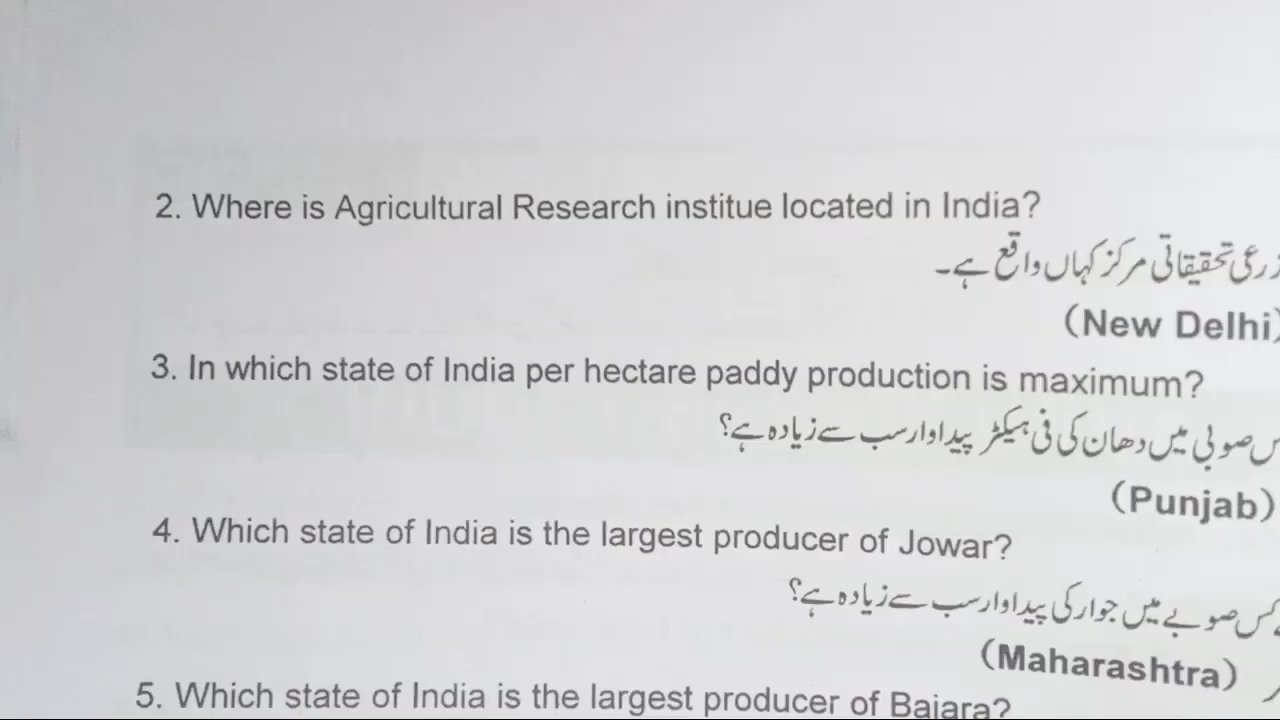 2. Where is Agricultural Research institue located in India?
زرعی تحقیقاتی مرکز کہاں واقع ہے۔
(New Delhi)
3. In which state of India per hectare paddy production is maximum?
صوبی میں دھان کی فی ہیکٹر پیداوار سب سے زیادہ ہے؟
(Punjab)
4. Which state of India is the largest producer of Jowar?
کس صوبے میں جوار کی پیداوار سب سے زیادہ ہے؟
(Maharashtra)
5. Which state of India is the largest producer of Bajara?